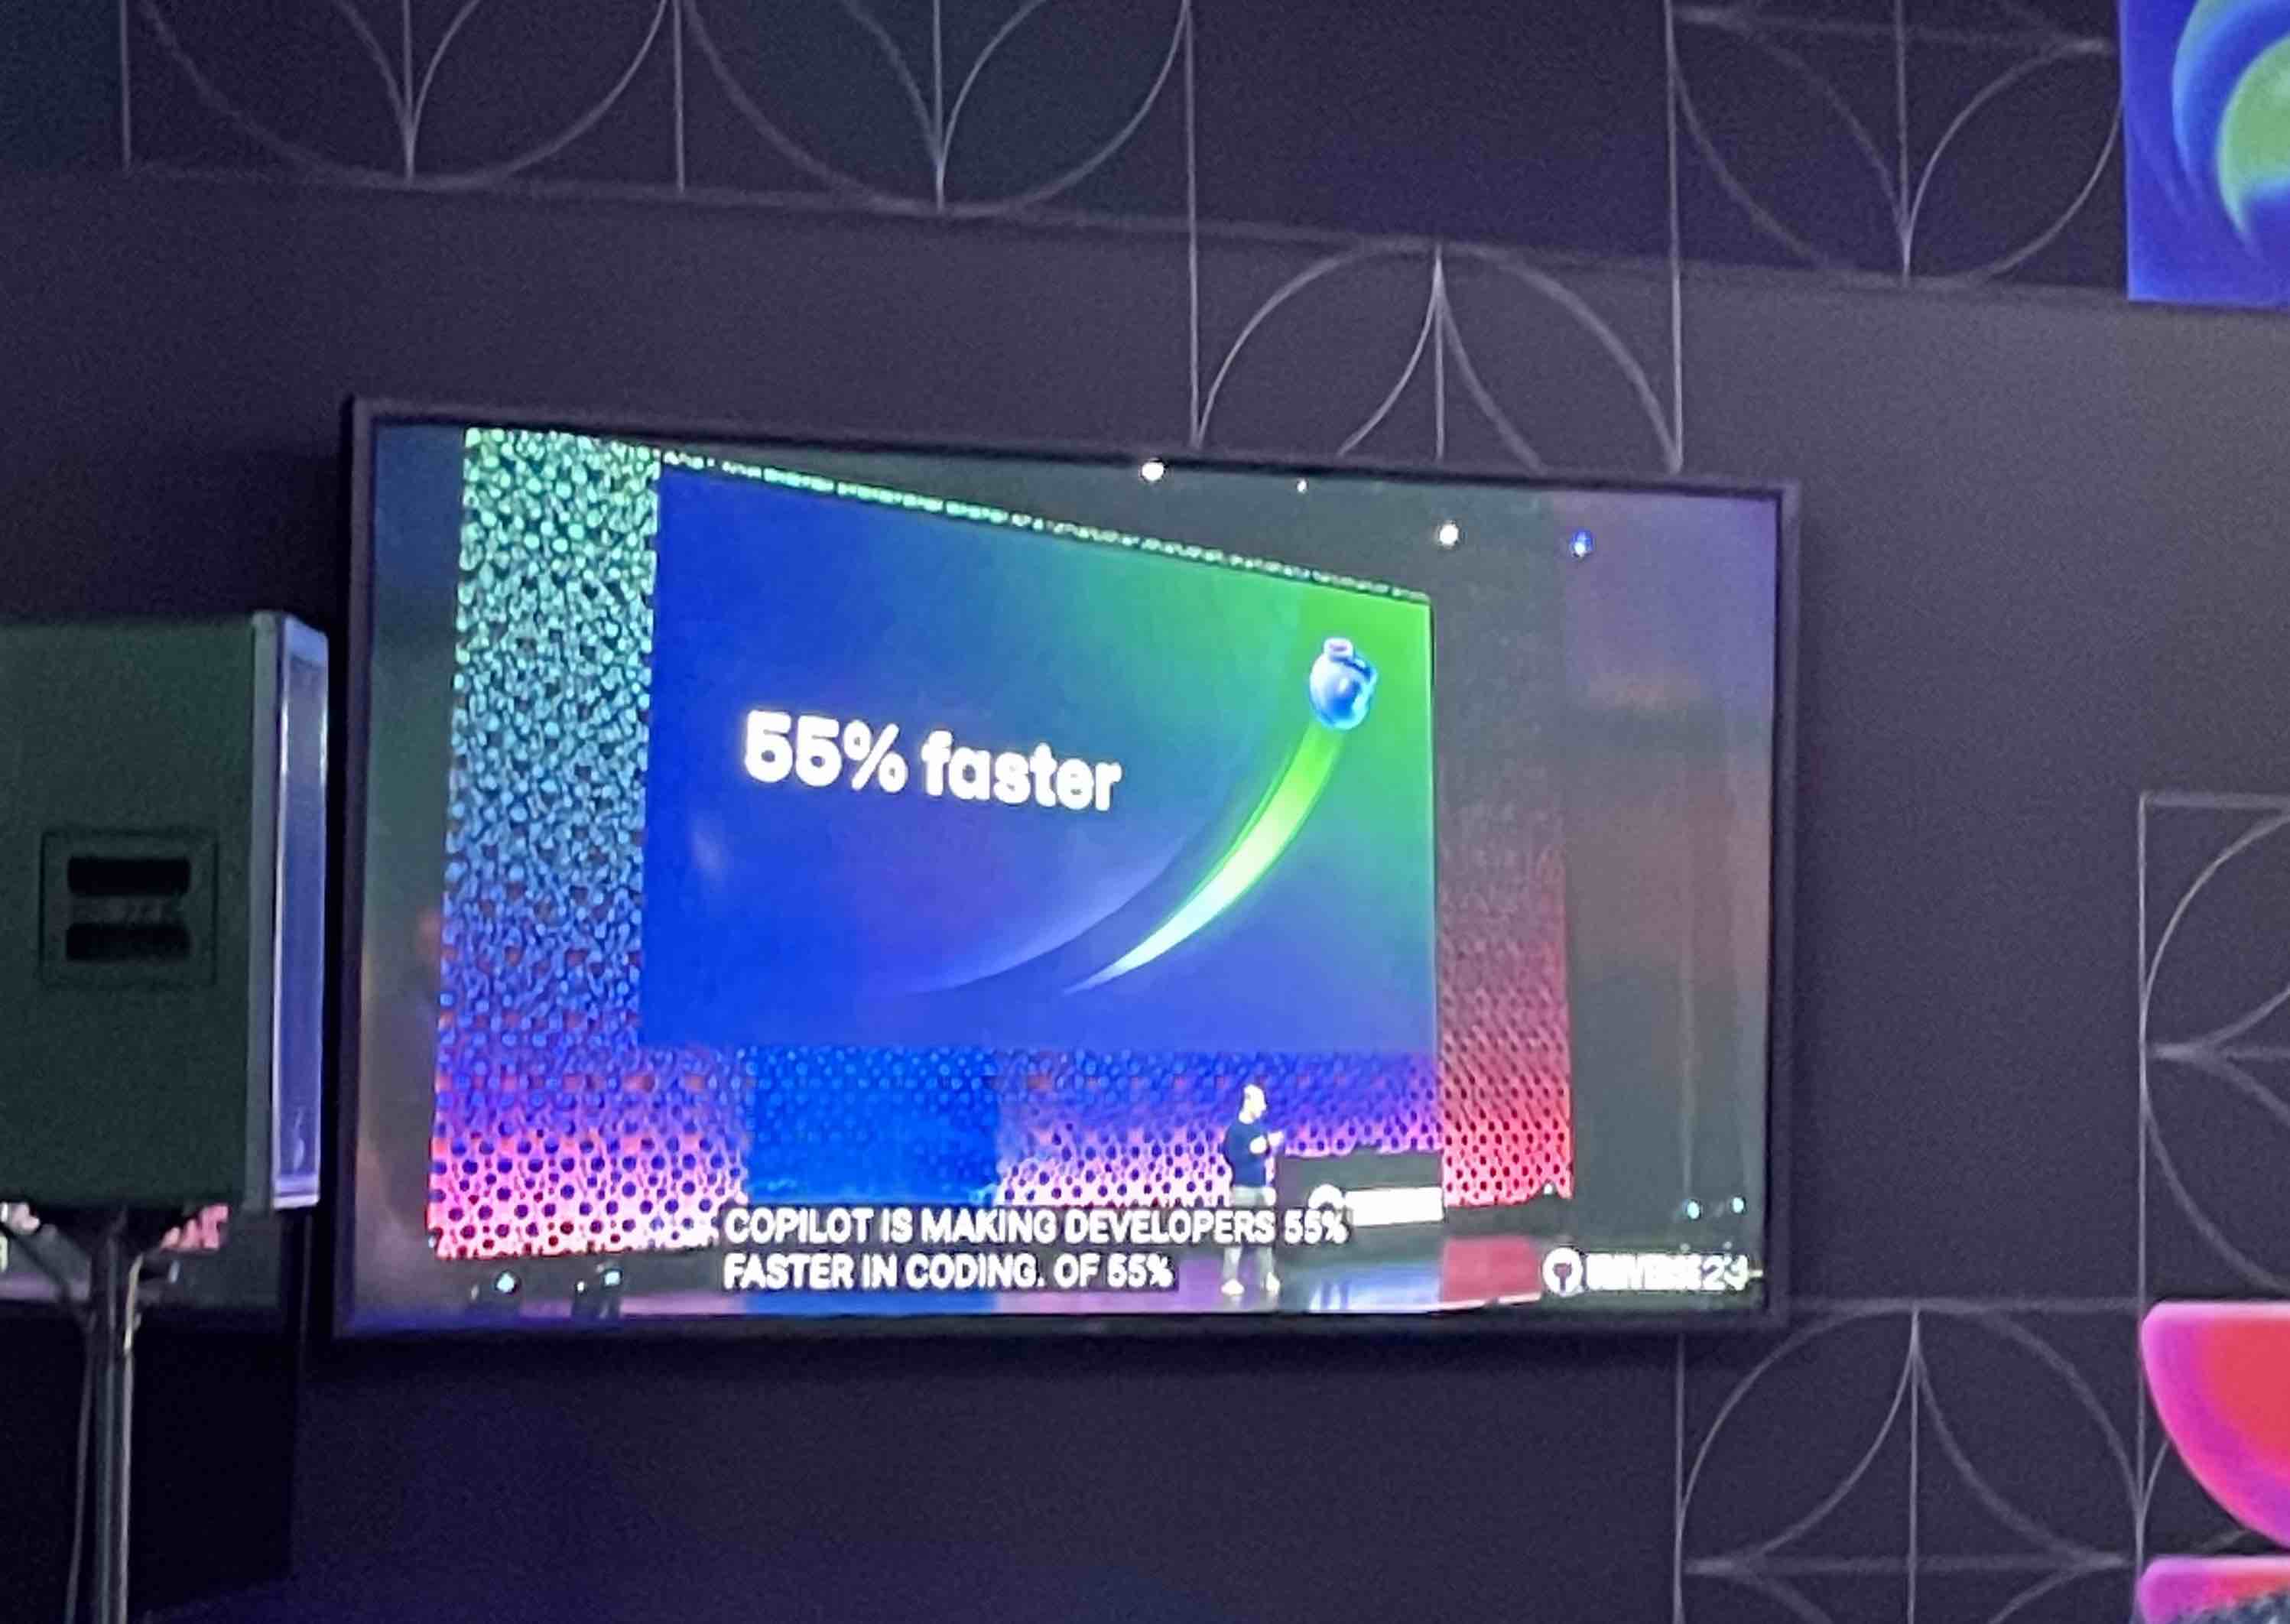 55% faster
COPILOT IS MAKING DEVELOPERS 55%
FASTER IN CODING. OF 55%